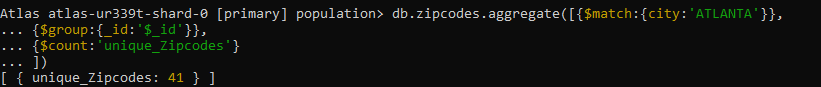 Atlas atlas-ur339t-shard-0 [primary] population> db.zipcodes.aggregate([{$match:{city:'ATLANTA'}},
... {$group:{_id:'$_id'}},
... {$count:'unique_Zipcodes'}
... ])
[ { unique_Zipcodes: 41 } ]